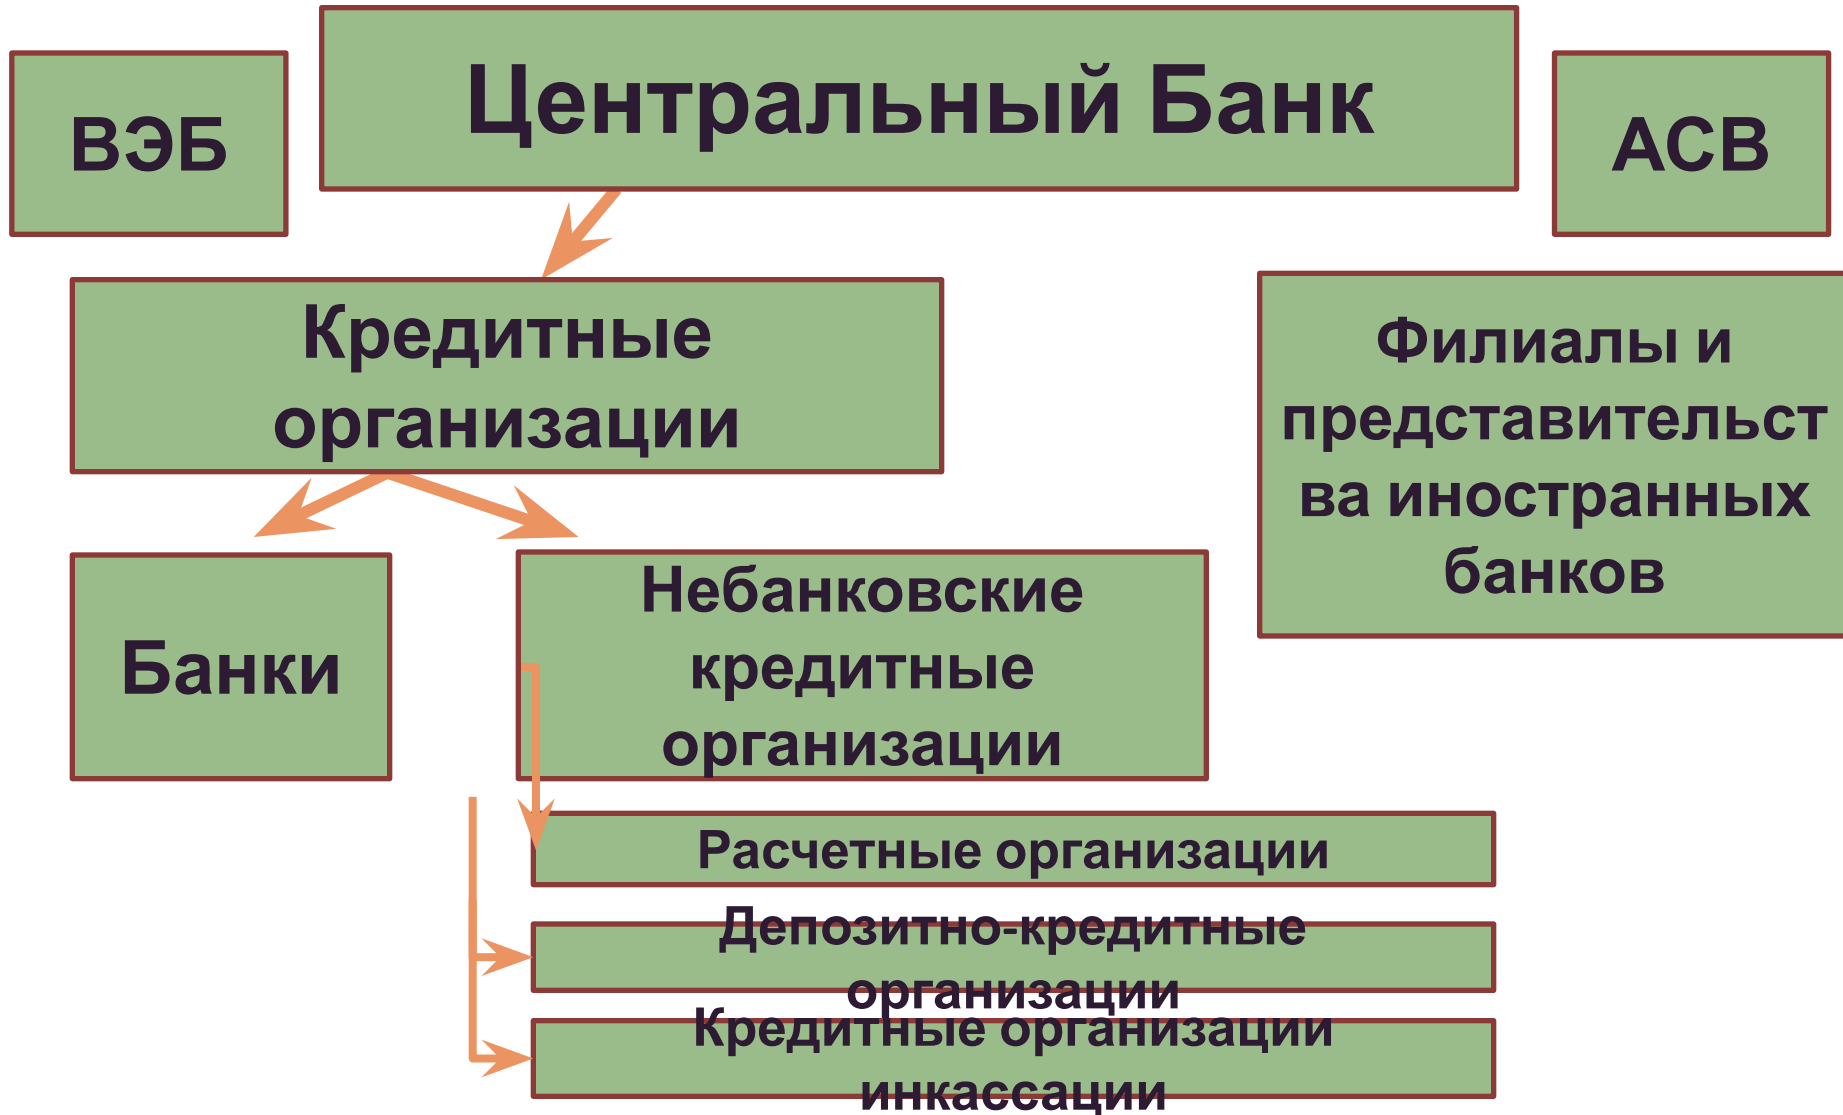 Центральный Банк
ВЭБ
АСВ
Кредитные
организации
Филиалы и
представительст
ва иностранных
банков
Банки
Небанковские
кредитные
организации
Расчетные организации
Депозитно-кредитные
организации
Кредитные организации
инкассации